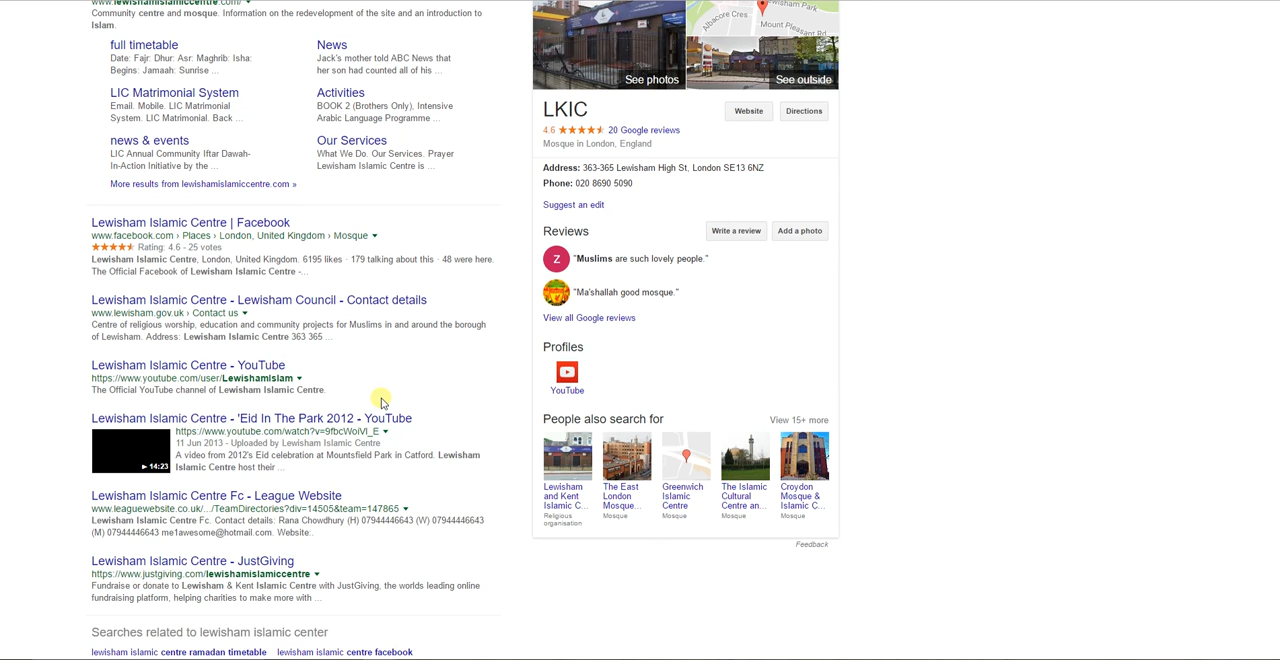 www.lewishamislamiccentre.com/
Community centre and mosque. Information on the redevelopment of the site and an introduction to
Islam.
full timetable
Date: Fajr: Dhur: Asr: Maghrib: Isha:
Begins: Jamaah: Sunrise ...
News
Jack's mother told ABC News that
her son had counted all of his ...
LIC Matrimonial System
Email. Mobile. LIC Matrimonial
System. LIC Matrimonial. Back ...
Activities
BOOK 2 (Brothers Only), Intensive
Arabic Language Programme ...
news & events
LIC Annual Community Iftar Dawah-
In-Action Initiative by the ...
Our Services
What We Do. Our Services. Prayer
Lewisham Islamic Centre is ...
More results from lewishamislamiccentre.com »
Lewisham Islamic Centre | Facebook
www.facebook.com › Places › London, United Kingdom › Mosque
Rating: 4.6 - 25 votes
Lewisham Islamic Centre, London, United Kingdom. 6195 likes · 179 talking about this · 48 were here.
The Official Facebook of Lewisham Islamic Centre -...
Lewisham Islamic Centre - Lewisham Council - Contact details
www.lewisham.gov.uk › Contact us
Centre of religious worship, education and community projects for Muslims in and around the borough
of Lewisham. Address: Lewisham Islamic Centre 363 365 ...
Lewisham Islamic Centre - YouTube
https://www.youtube.com/user/Lewishamislam
The Official YouTube channel of Lewisham Islamic Centre.
Lewisham Islamic Centre - 'Eid In The Park 2012 - YouTube
https://www.youtube.com/watch?v=9fbcWoiVl_E
11 Jun 2013 - Uploaded by Lewisham Islamic Centre
A video from 2012's Eid celebration at Mountsfield Park in Catford. Lewisham
Islamic Centre host their ...
14:23
Lewisham Islamic Centre Fc - League Website
www.leaguewebsite.co.uk/.../TeamDirectories?div=14505&team=147865
Lewisham Islamic Centre Fc. Contact details: Rana Chowdhury (H) 07944446643 (W) 07944446643
(M) 07944446643 me1awesome@hotmail.com. Website:.
Lewisham Islamic Centre - JustGiving
https://www.justgiving.com/lewishamislamiccentre
Fundraise or donate to Lewisham & Kent Islamic Centre with JustGiving, the worlds leading online
fundraising platform, helping charities to make more with ...
Searches related to lewisham islamic center
lewisham islamic centre ramadan timetable
lewisham islamic centre facebook
Albacore Cres
Mount Pleasant Rd
See photos
See outside
LKIC
Website
Directions
4.6 20 Google reviews
Mosque in London, England
Address: 363-365 Lewisham High St, London SE13 6NZ
Phone: 020 8690 5090
Suggest an edit
Reviews
Write a review
Add a photo
Z
"Muslims are such lovely people."
"Ma'shallah good mosque."
View all Google reviews
Profiles
YouTube
People also search for
View 15+ more
Lewisham
and Kent
Islamic C...
Religious
organisation
The East
London
Mosque...
Mosque
Greenwich
Islamic
Centre
Mosque
The Islamic
Cultural
Centre an...
Mosque
Croydon
Mosque &
Islamic C...
Mosque
Feedback